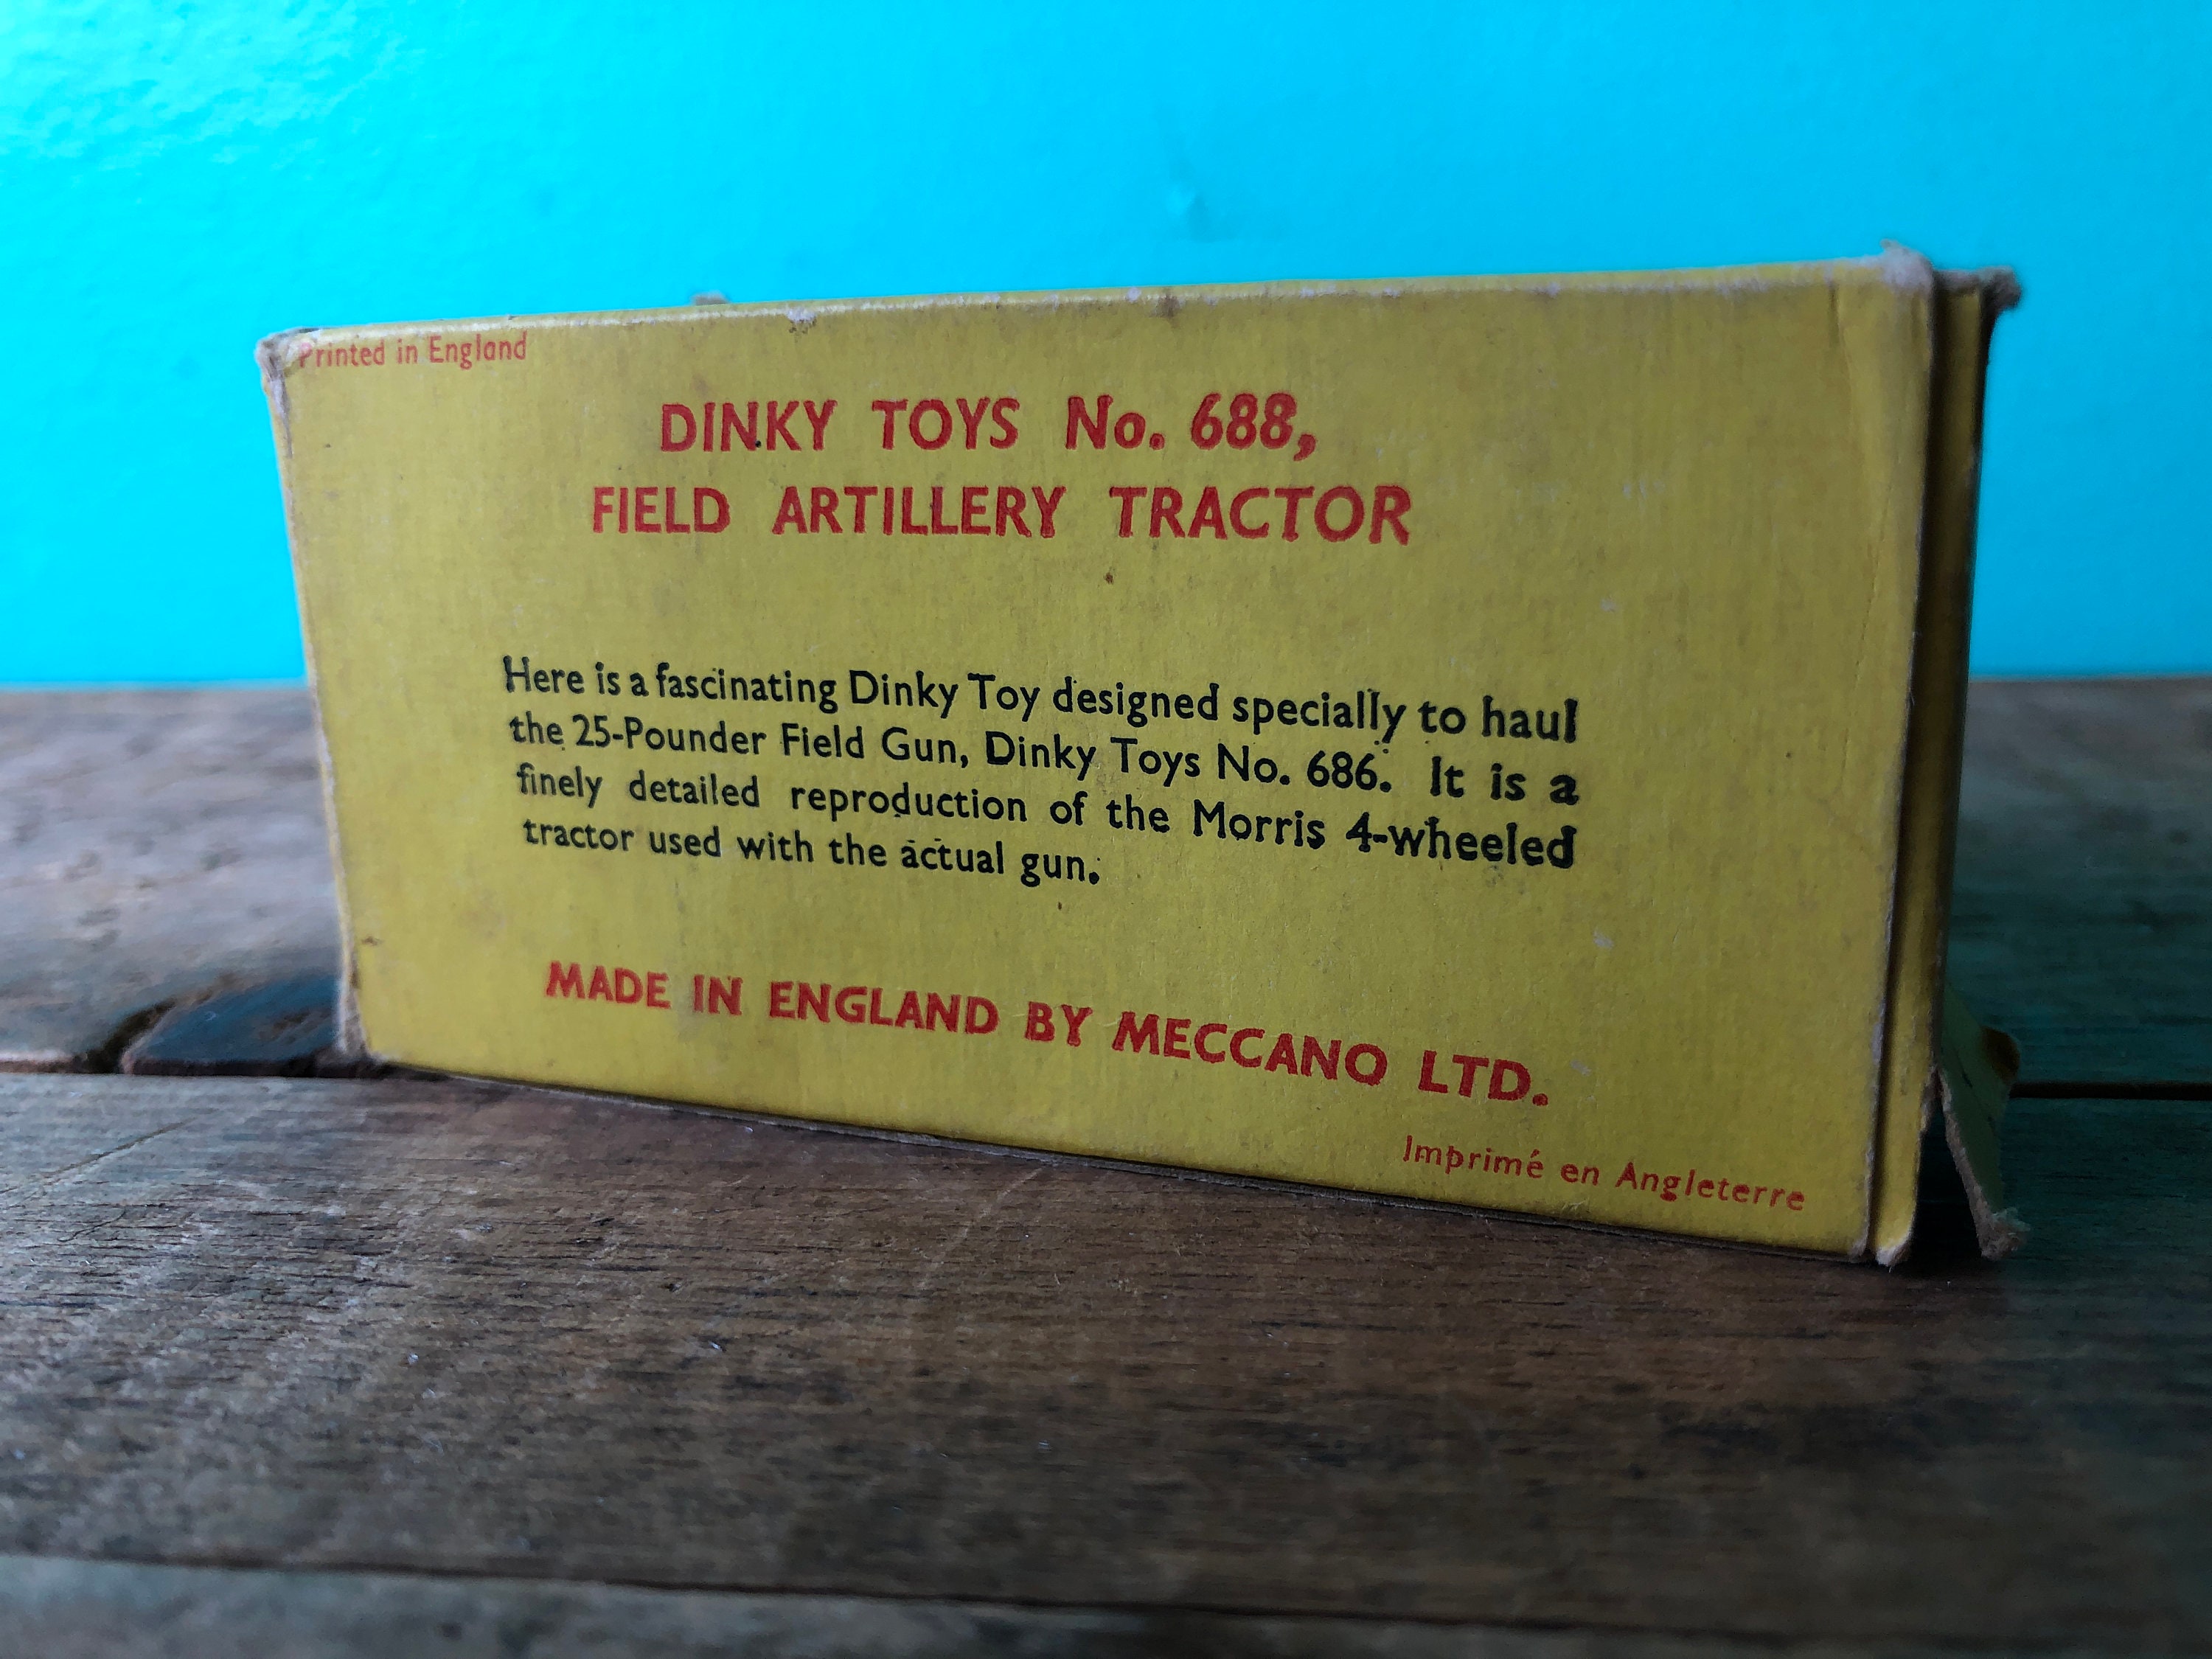 Printed in England
DINKY TOYS No. 688,
FIELD ARTILLERY TRACTOR
Here is a fascinating Dinky Toy designed specially to haul
the 25-Pounder Field Gun, Dinky Toys No. 686. It is a
finely detailed reproduction of the Morris 4-wheeled
tractor used with the actual gun.
MADE IN ENGLAND BY MECCANO LTD.
Imprimé en Angleterre